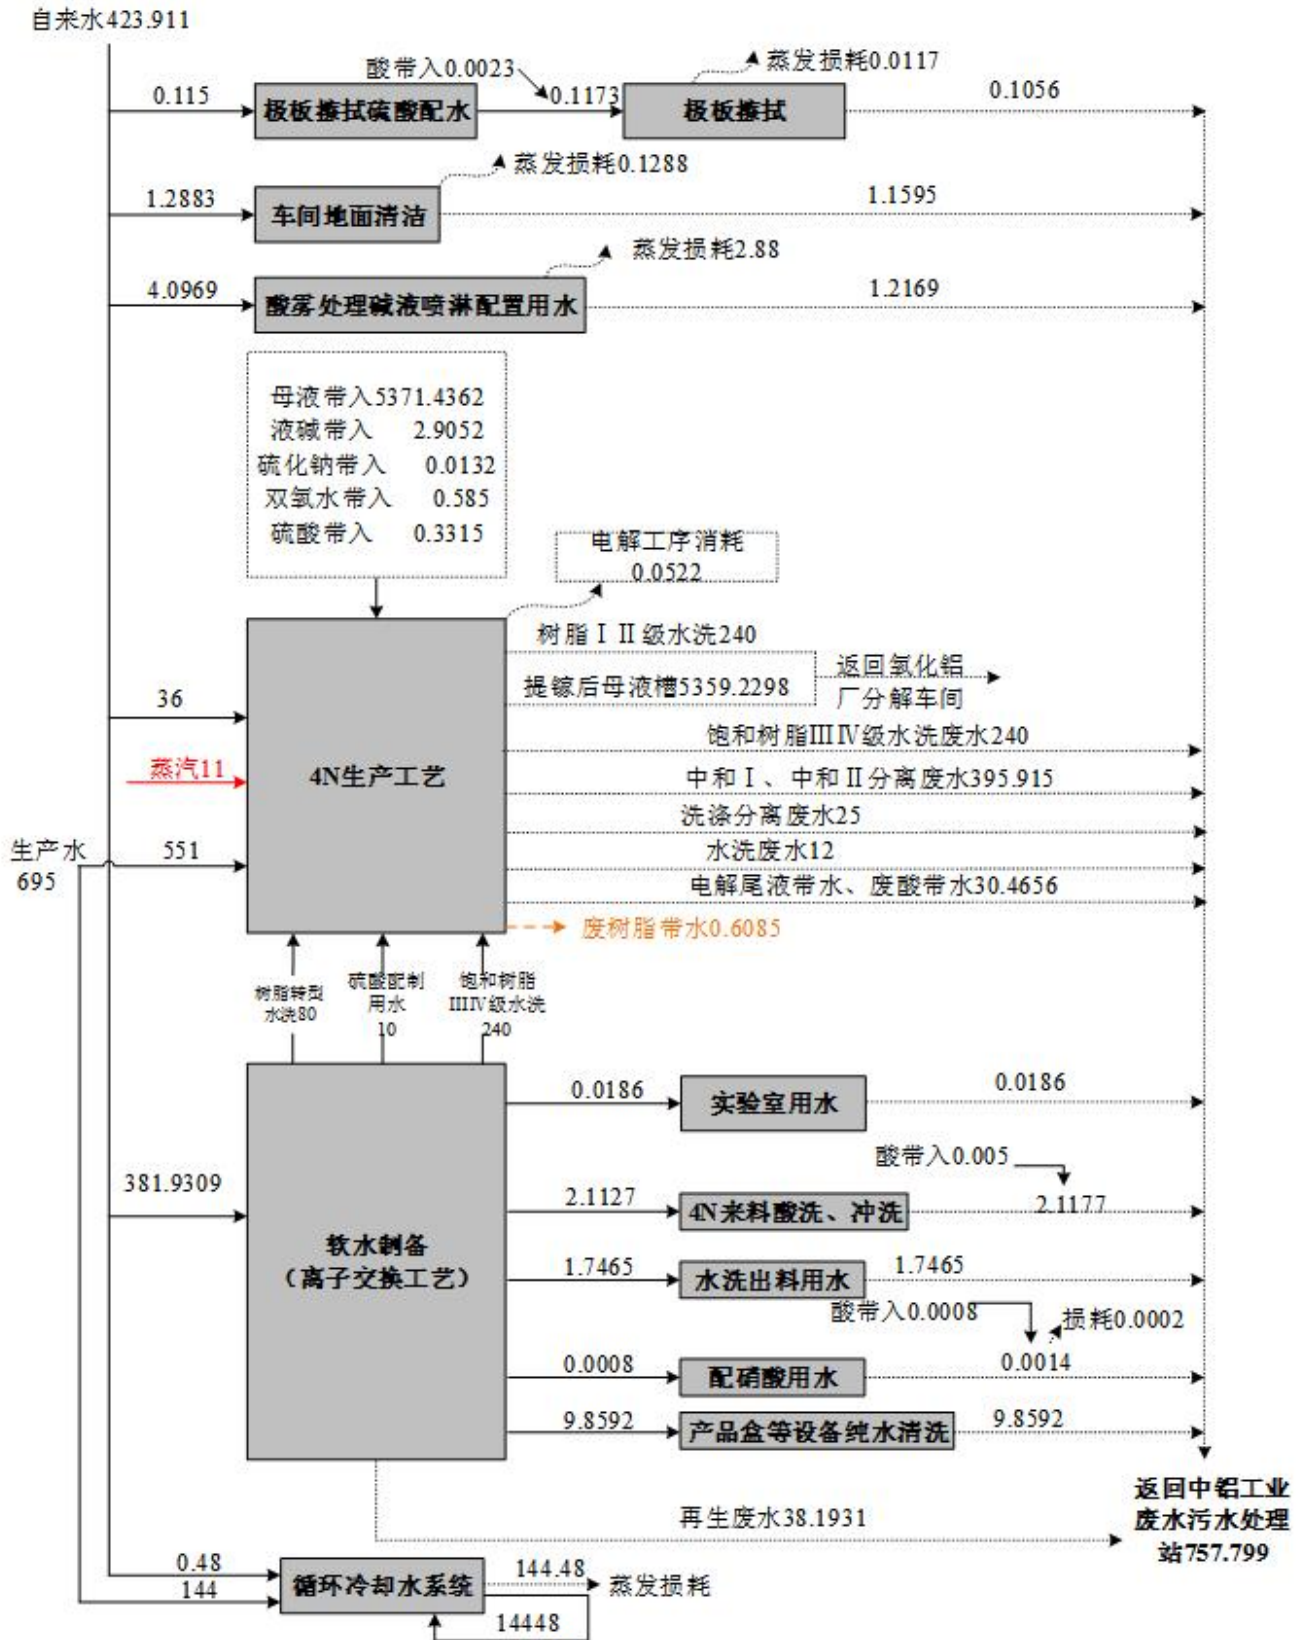 自来水423.911
酸带入0.0023
蒸发损耗0.0117
0.115
极板擦拭硫酸配水
0.1173
极板擦拭
0.1056
蒸发损耗0.1288
1.2883
车间地面清洁
1.1595
蒸发损耗2.88
4.0969
酸雾处理碱液喷淋配置用水
1.2169
母液带入5371.4362
液碱带入 2.9052
硫化钠带入 0.0132
双氧水带入 0.585
硫酸带入 0.3315
电解工序消耗
0.0522
树脂ⅠⅡ级水洗240
提镓后母液槽5359.2298
返回氢化铝
厂分解车间
36
饱和树脂ⅢⅣ级水洗废水240
蒸汽11
4N生产工艺
中和Ⅰ、中和Ⅱ分离废水395.915
洗涤分离废水25
生产水
695
551
水洗废水12
电解尾液带水、废酸带水30.4656
废树脂带水0.6085
树脂转型
水洗80
硫酸配制
用水
10
饱和树脂
ⅢⅣ级水洗
240
0.0186
实验室用水
0.0186
酸带入0.005
381.9309
2.1127
4N来料酸洗、冲洗
2.1177
软水制备
（离子交换工艺）
1.7465
水洗出料用水
1.7465
酸带入0.0008
损耗0.0002
0.0008
配硝酸用水
0.0014
9.8592
产品盒等设备纯水清洗
9.8592
再生废水38.1931
返回中铝工业
废水污水处理
站757.799
0.48
144
循环冷却水系统
144.48
蒸发损耗
14448